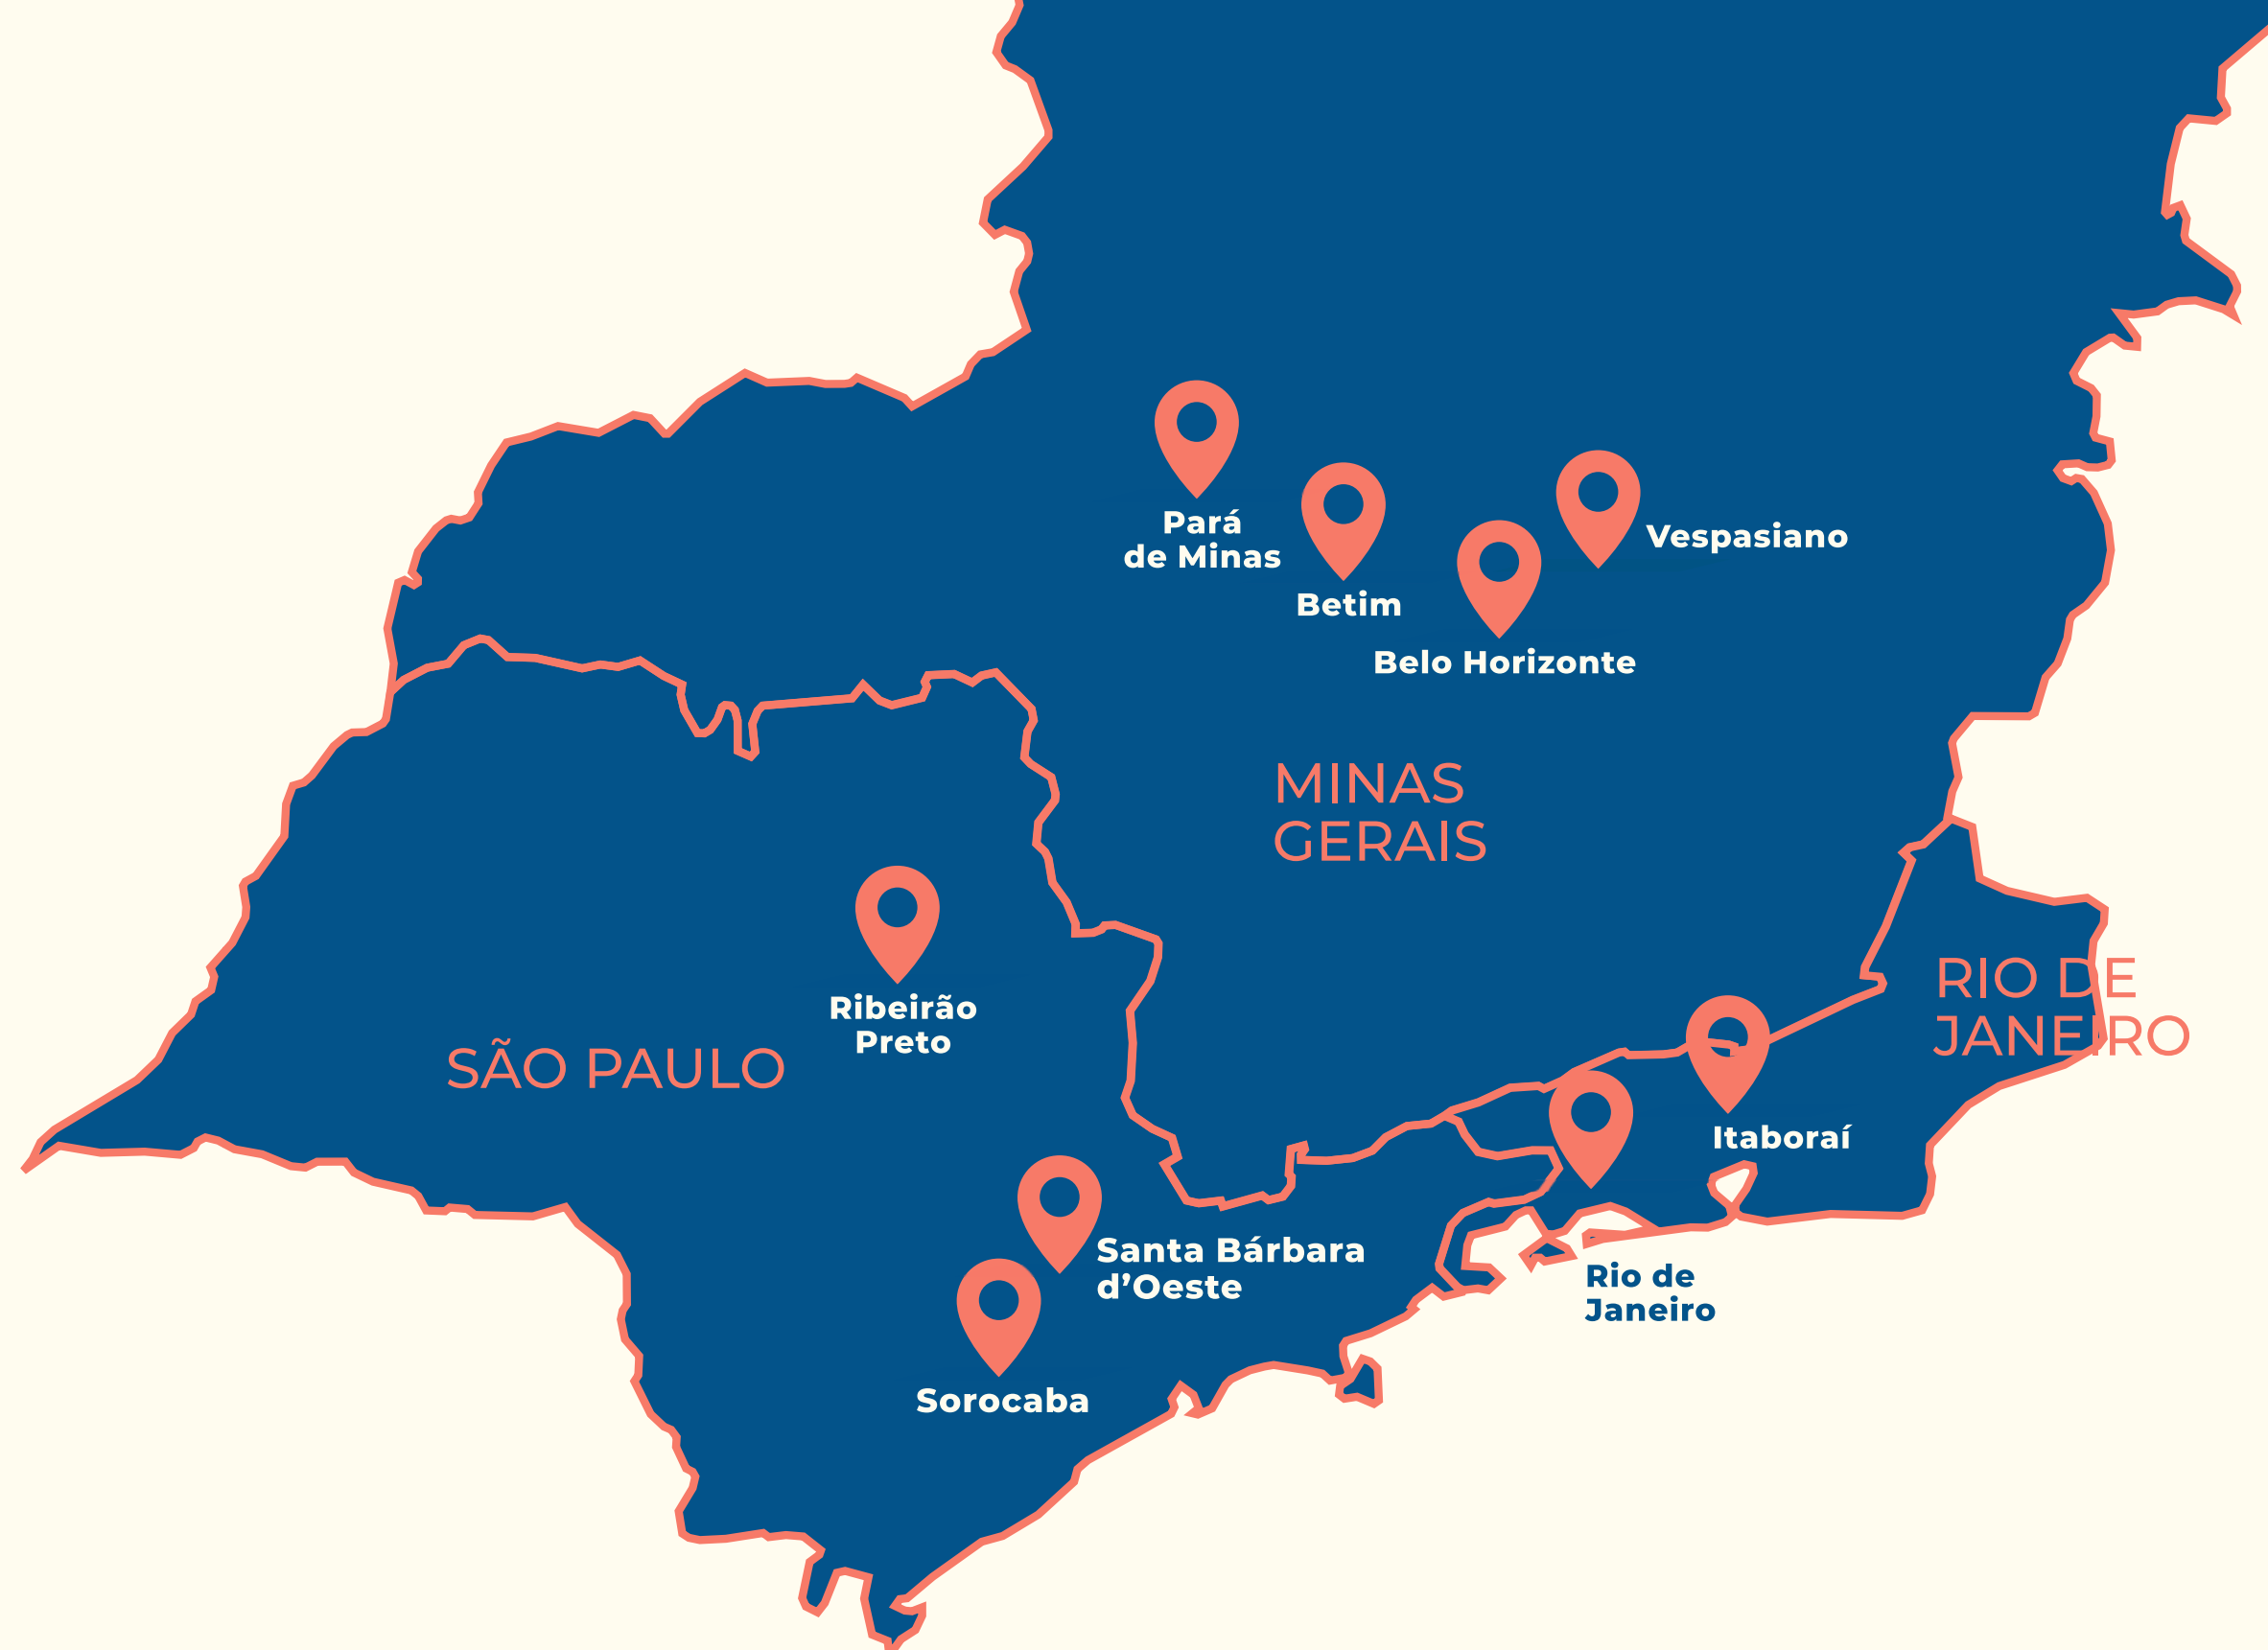 Pará
de Minas
Vespasiano
Betim
Belo Horizonte
MINAS
GERAIS
RIO DE
JANEIRO
Ribeirão
Preto
SÃO PAULO
Itaboraí
Santa Bárbara
d’Oeste
Rio de
Janeiro
Sorocaba